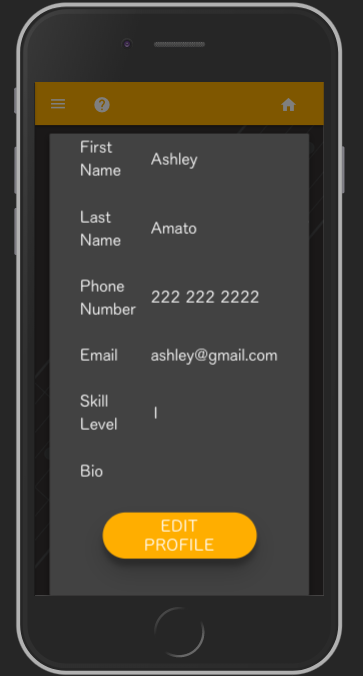 First
Name
Ashley
Last
Name
Amato
Phone
Number
222 222 2222
Email
ashley@gmail.com
Skill
Level
I
Bio
EDIT
PROFILE